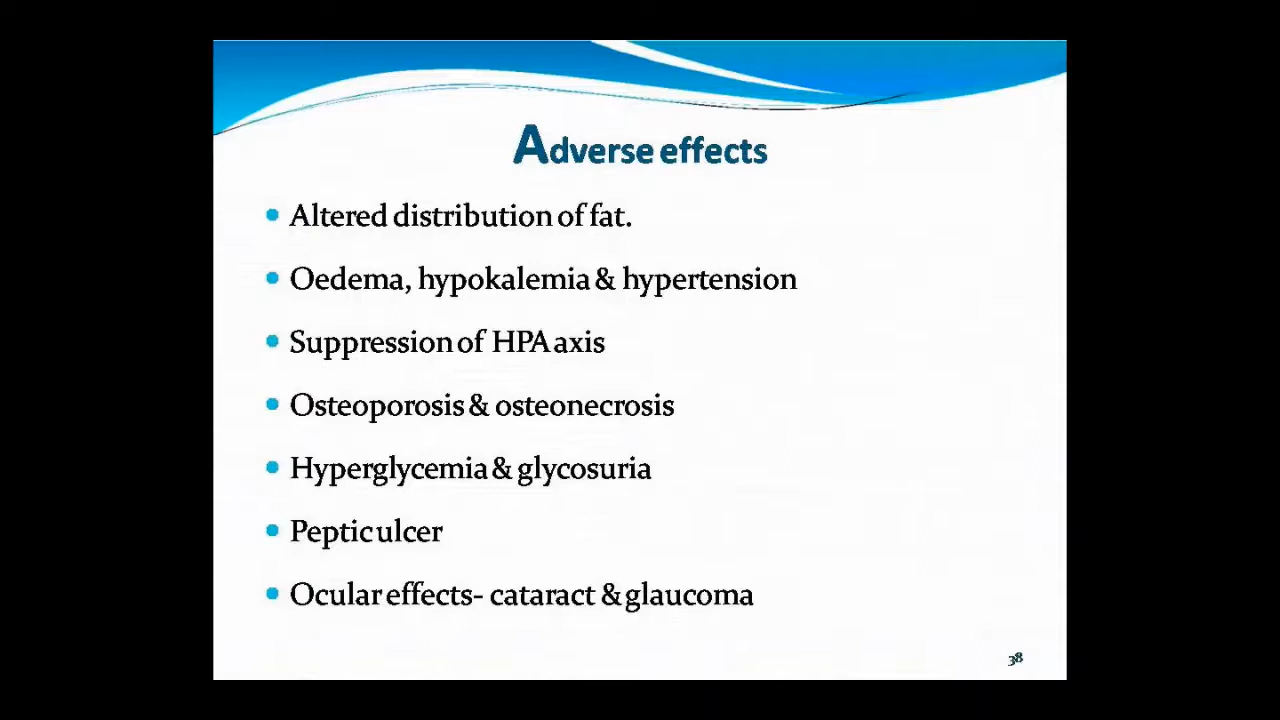 Adverse effects
• Altered distribution of fat.
• Oedema, hypokalemia & hypertension
• Suppression of HPA axis
• Osteoporosis & osteonecrosis
• Hyperglycemia & glycosuria
• Peptic ulcer
• Ocular effects- cataract & glaucoma
38